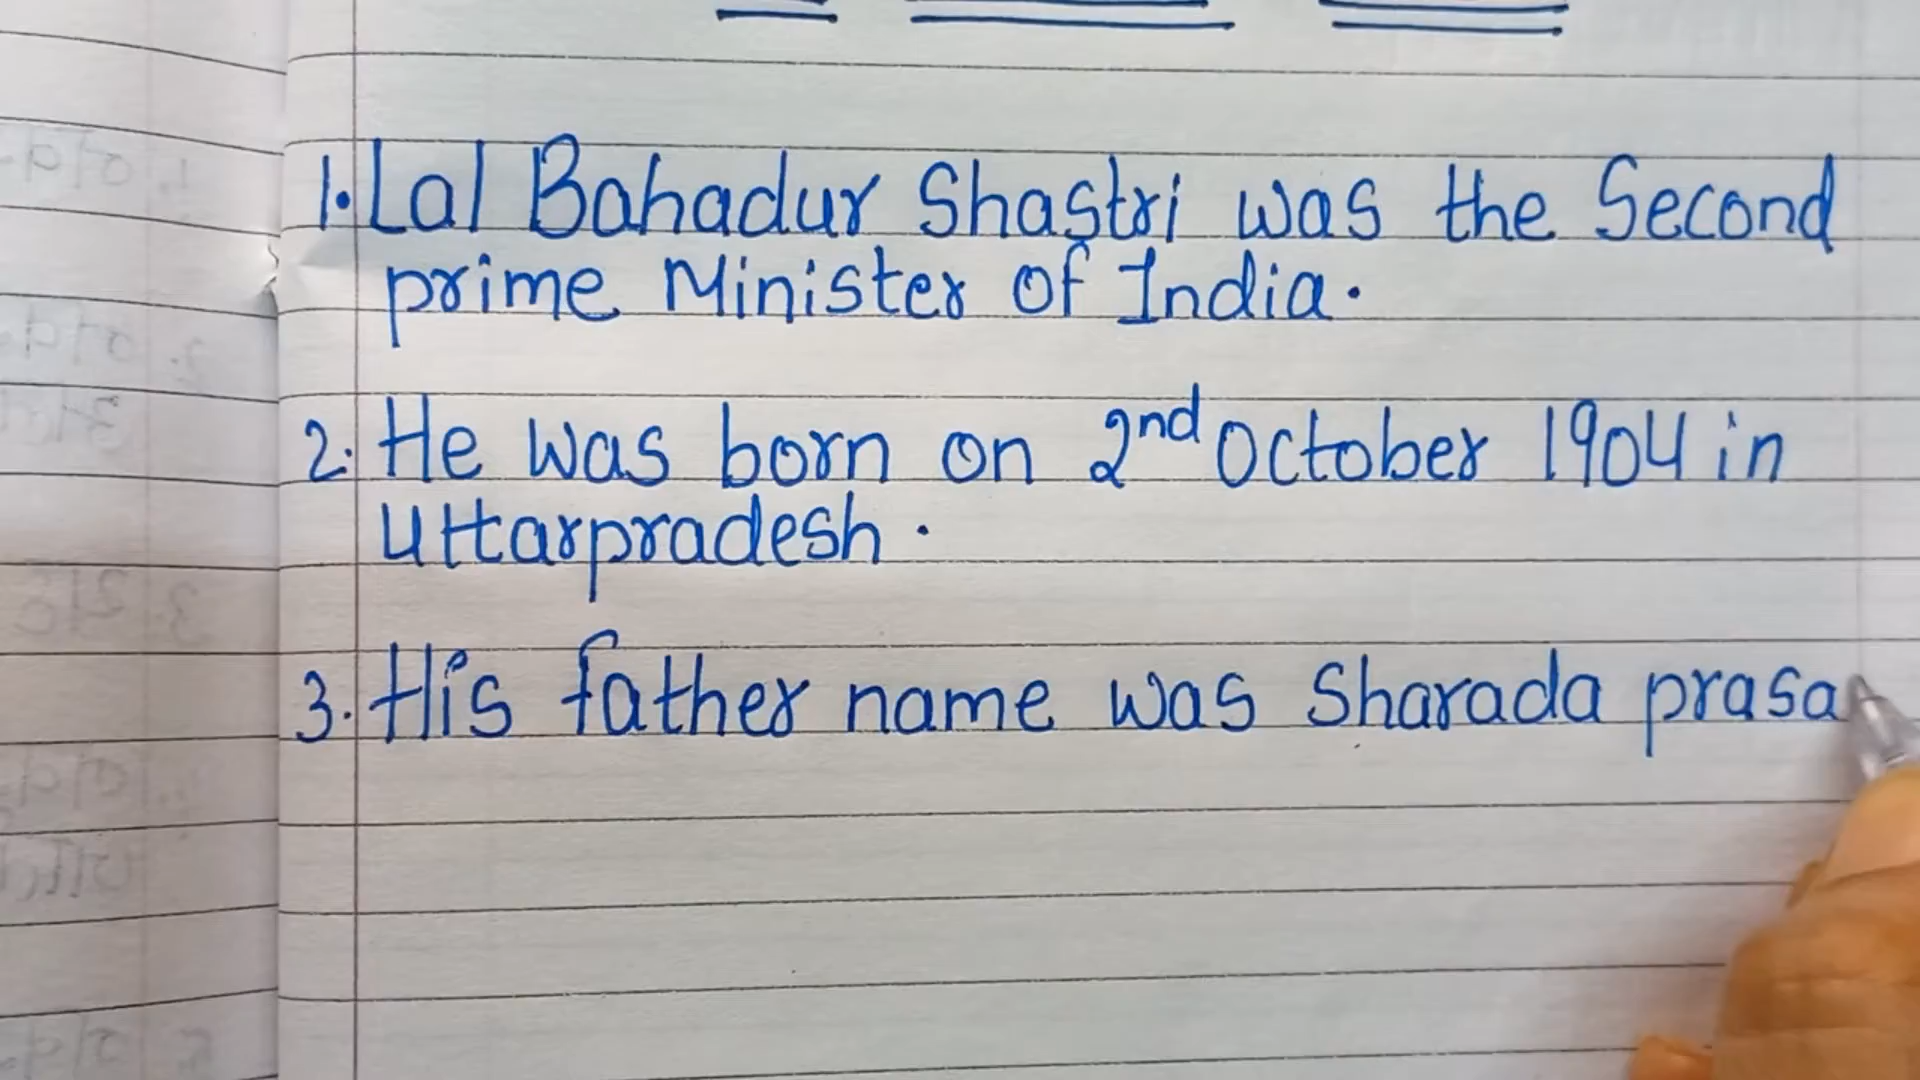 1. Lal Bahadur Shastri was the Second
prime Minister of India.
2. He was born on 2nd October 1904 in
Uttarpradesh.
3. His father name was Sharada prasa